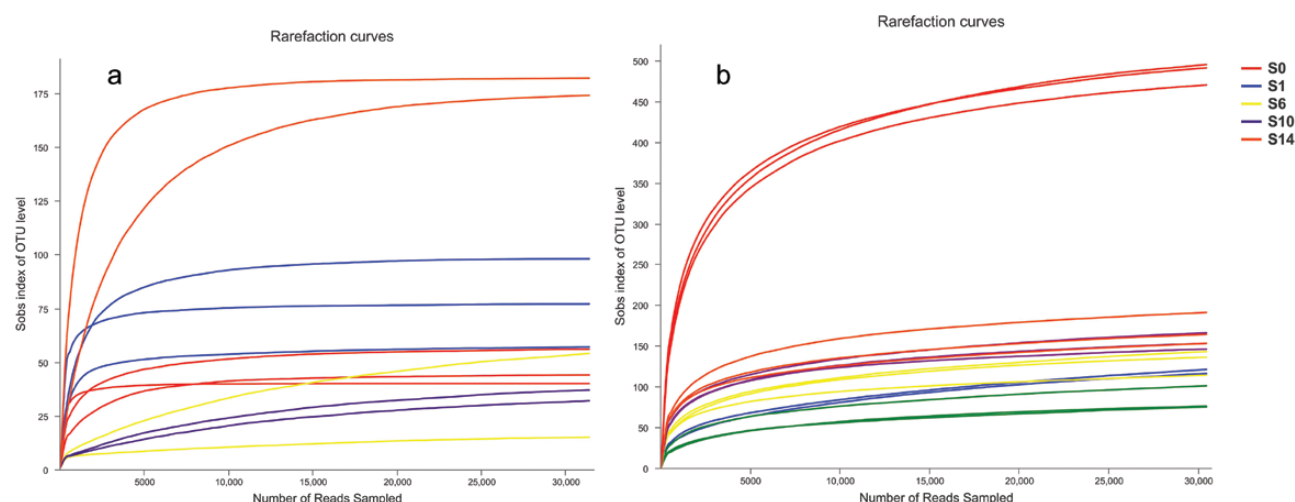 Rarefaction curves
a
Sobs index of OTU level
175
150
125
100
75
50
25
0
5000
10,000
15,000
20,000
25,000
30,000
Number of Reads Sampled
Rarefaction curves
b
Sobs index of OTU level
500
450
400
350
300
250
200
150
100
50
0
5000
10,000
15,000
20,000
25,000
30,000
Number of Reads Sampled
S0
S1
S6
S10
S14